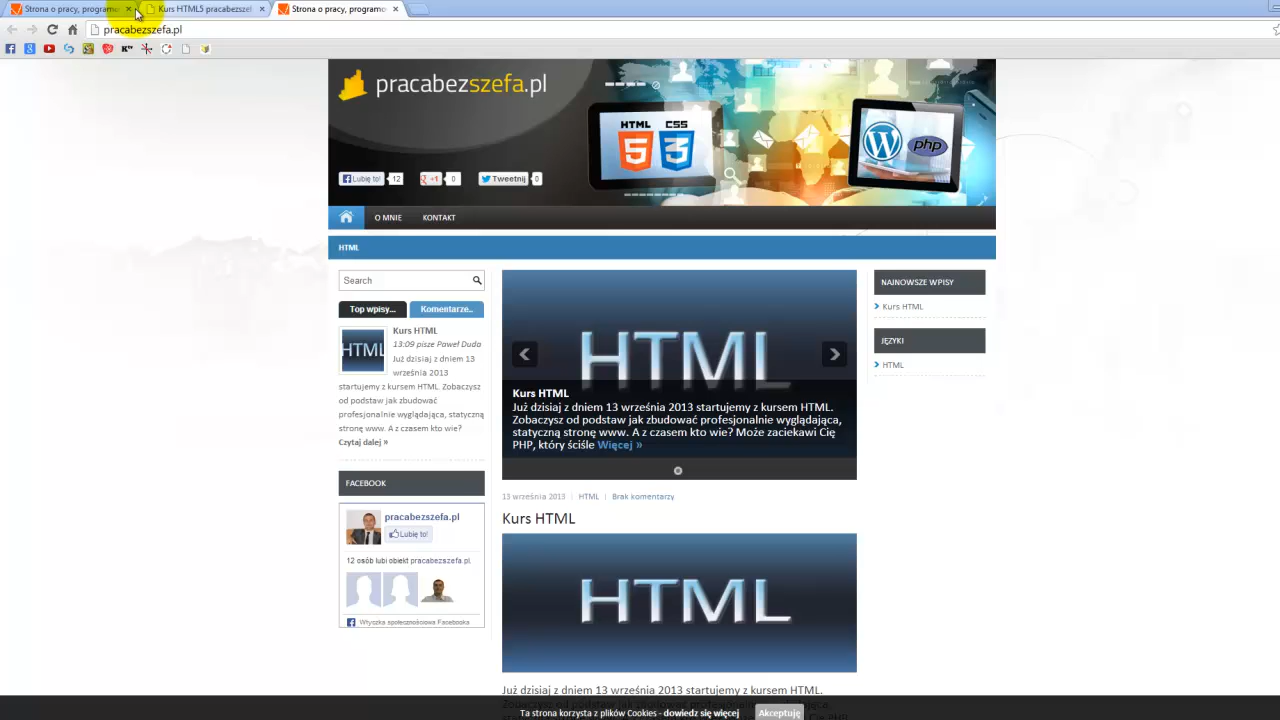 Strona o pracy, programo
Kurs HTML5 pracabezszef
Strona o pracy, programo
pracabezszefa.pl
pracabezszefa.pl
HTML
CSS
5
3
php
Lubię to! 12
+1 0
Tweetnij 0
O MNIE
KONTAKT
HTML
Search
Top wpisy...
Komentarze..
HTML
Kurs HTML
13:09 pisze Paweł Duda
Już dzisiaj z dniem 13
września 2013
startujemy z kursem HTML. Zobaczysz
od podstaw jak zbudować
profesjonalnie wyglądająca, statyczną
stronę www. A z czasem kto wie?
Czytaj dalej »
FACEBOOK
pracabezszefa.pl
Lubię to!
12 osób lubi obiekt pracabezszefa.pl.
Wtyczka społecznościowa Facebooka
HTML
Kurs HTML
Już dzisiaj z dniem 13 września 2013 startujemy z kursem HTML.
Zobaczysz od podstaw jak zbudować profesjonalnie wyglądająca,
statyczną stronę www. A z czasem kto wie? Może zaciekawi Cię
PHP, który ściśle Więcej »
13 września 2013
HTML
Brak komentarzy
Kurs HTML
HTML
Już dzisiaj z dniem 13 września 2013 startujemy z kursem HTML.
NAJNOWSZE WPISY
Kurs HTML
JĘZYKI
HTML
Ta strona korzysta z plików Cookies - dowiedz się więcej
Akceptuję